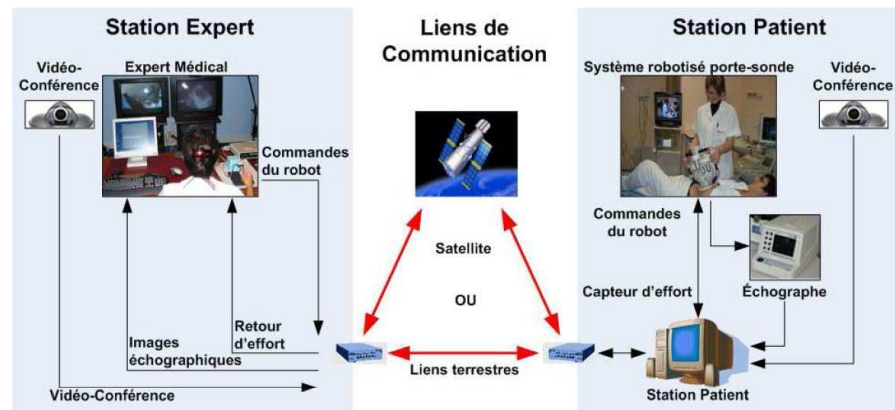 Station Expert
Vidéo-
Conférence
Expert Médical
Commandes
du robot
Images
échographiques
Retour
d'effort
Vidéo-Conférence
Liens de
Communication
Satellite
OU
Liens terrestres
Station Patient
Système robotisé porte-sonde
Vidéo-
Conférence
Commandes
du robot
Capteur d'effort
Échographe
Station Patient